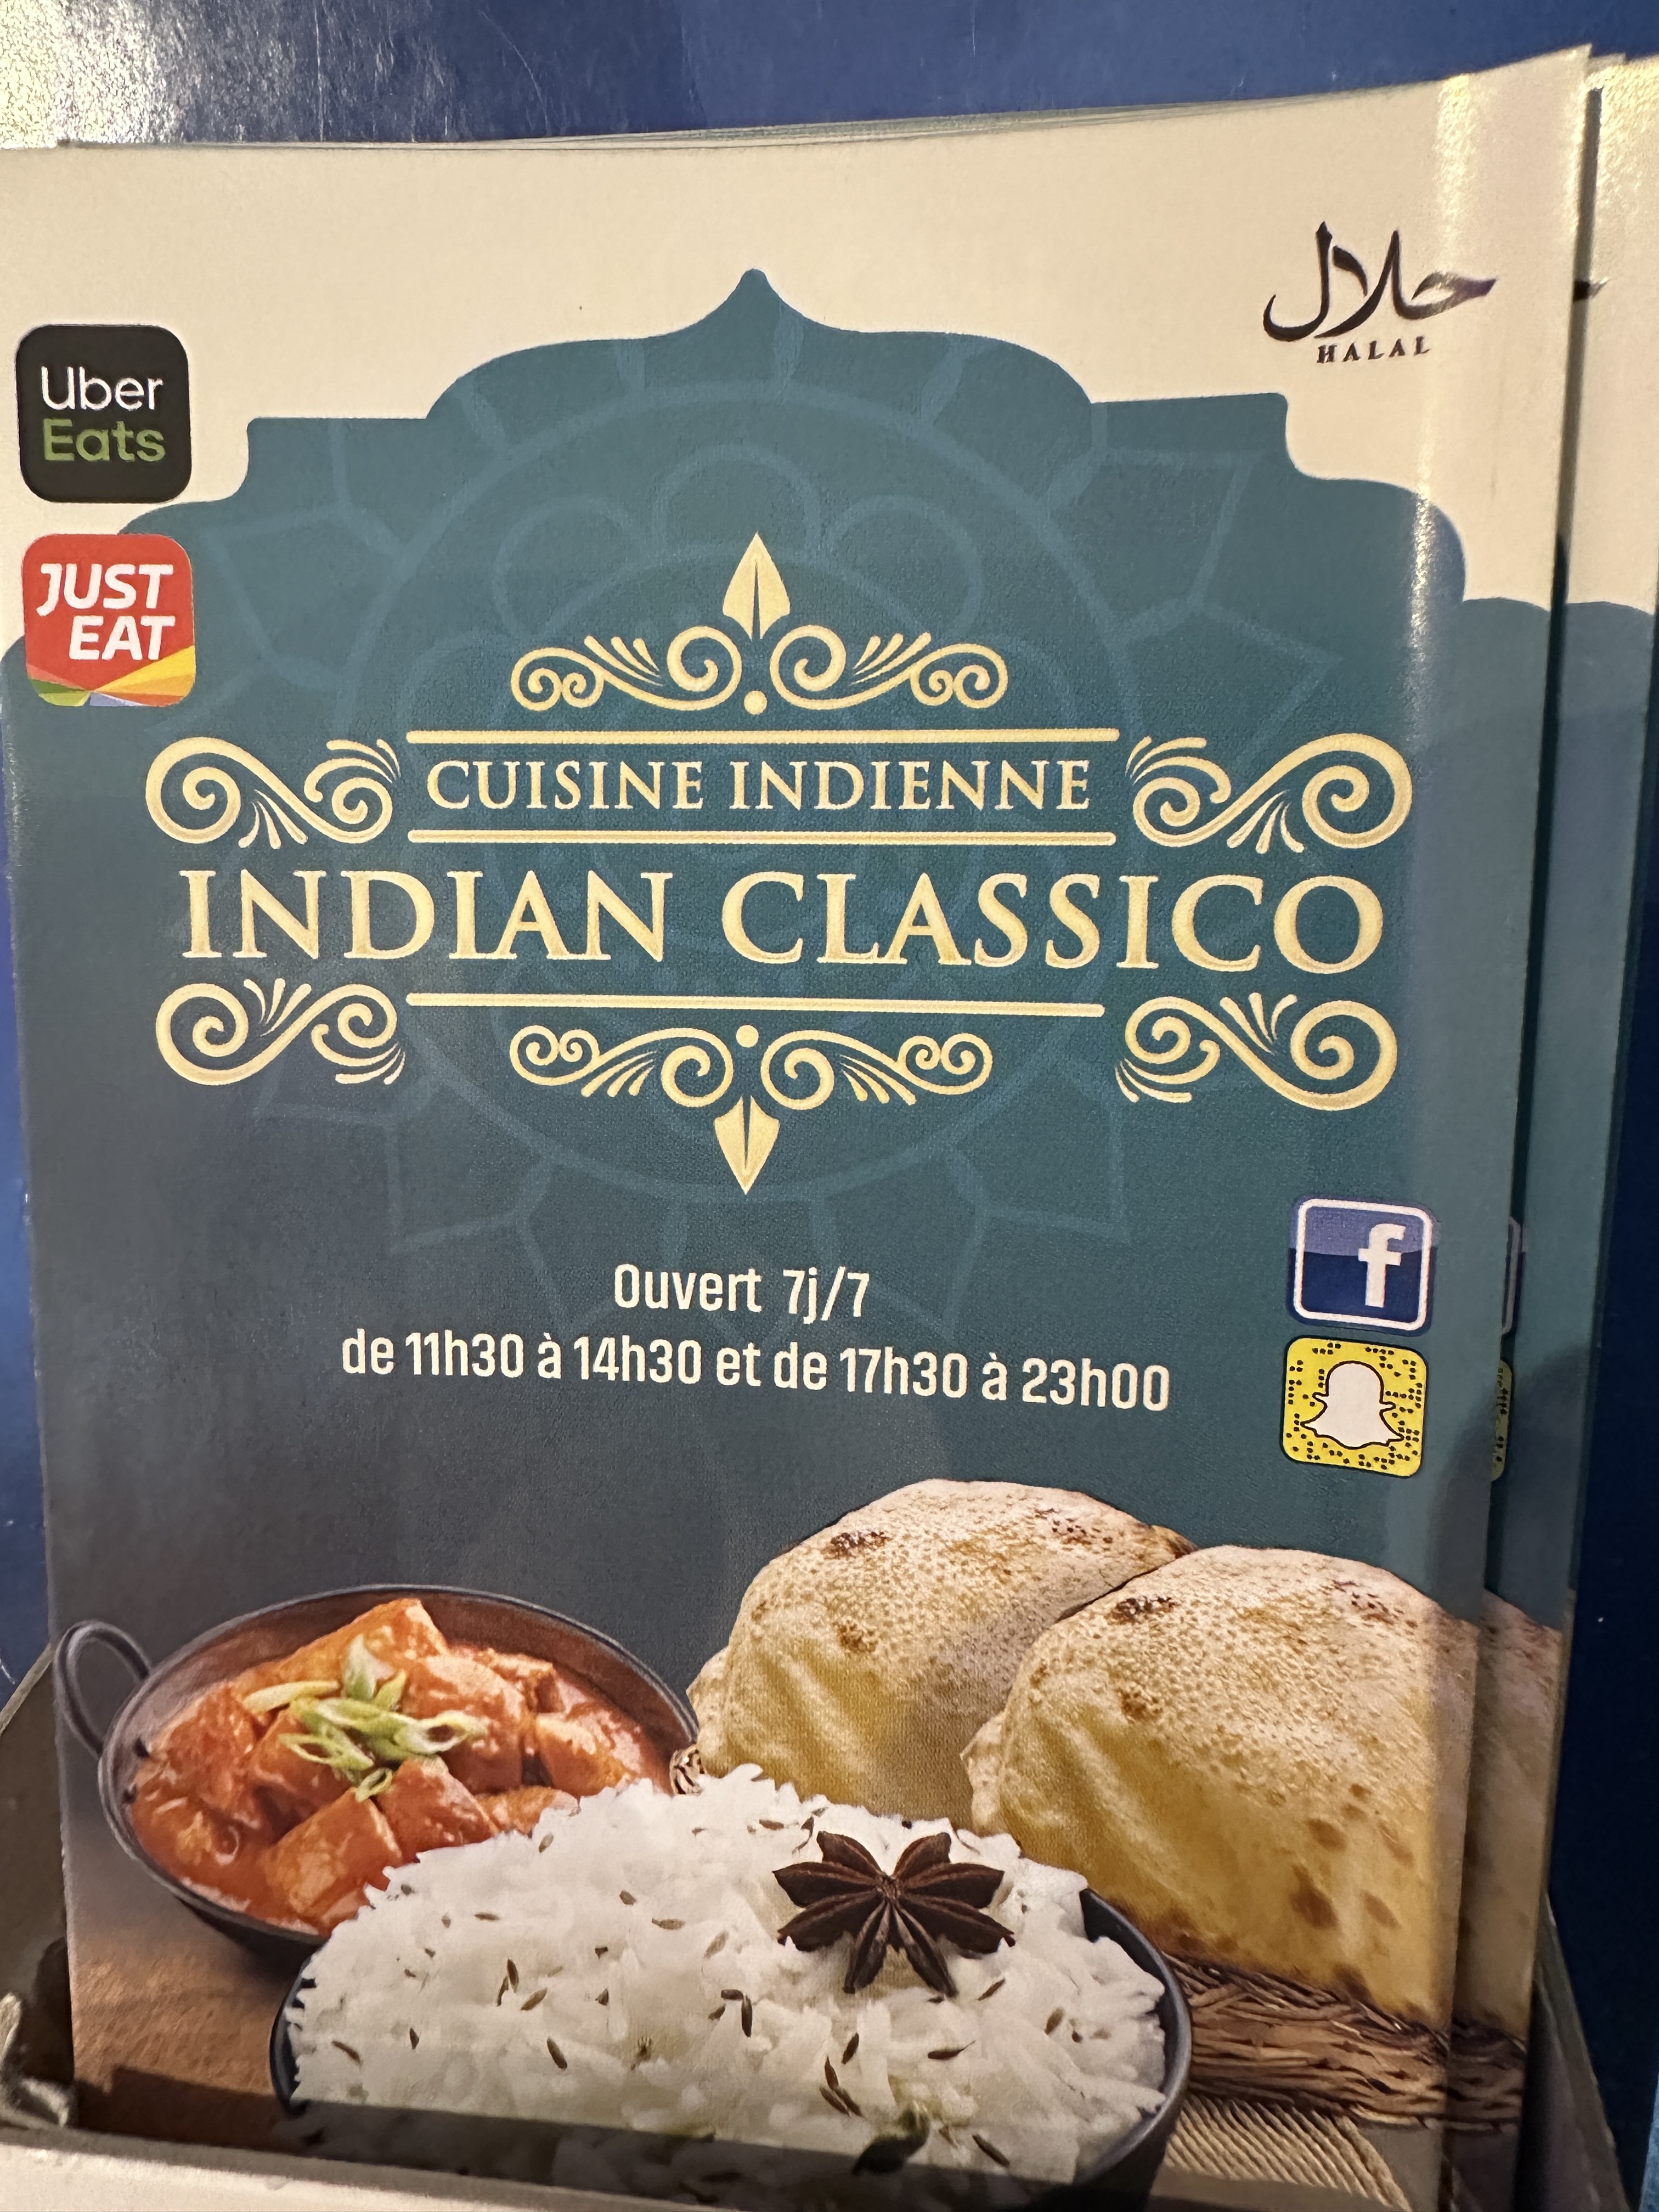 حلال
HALAL
Uber
Eats
JUST
EAT
CUISINE INDIENNE
INDIAN CLASSICO
Ouvert 7j/7
de 11h30 à 14h30 et de 17h30 à 23h00
f